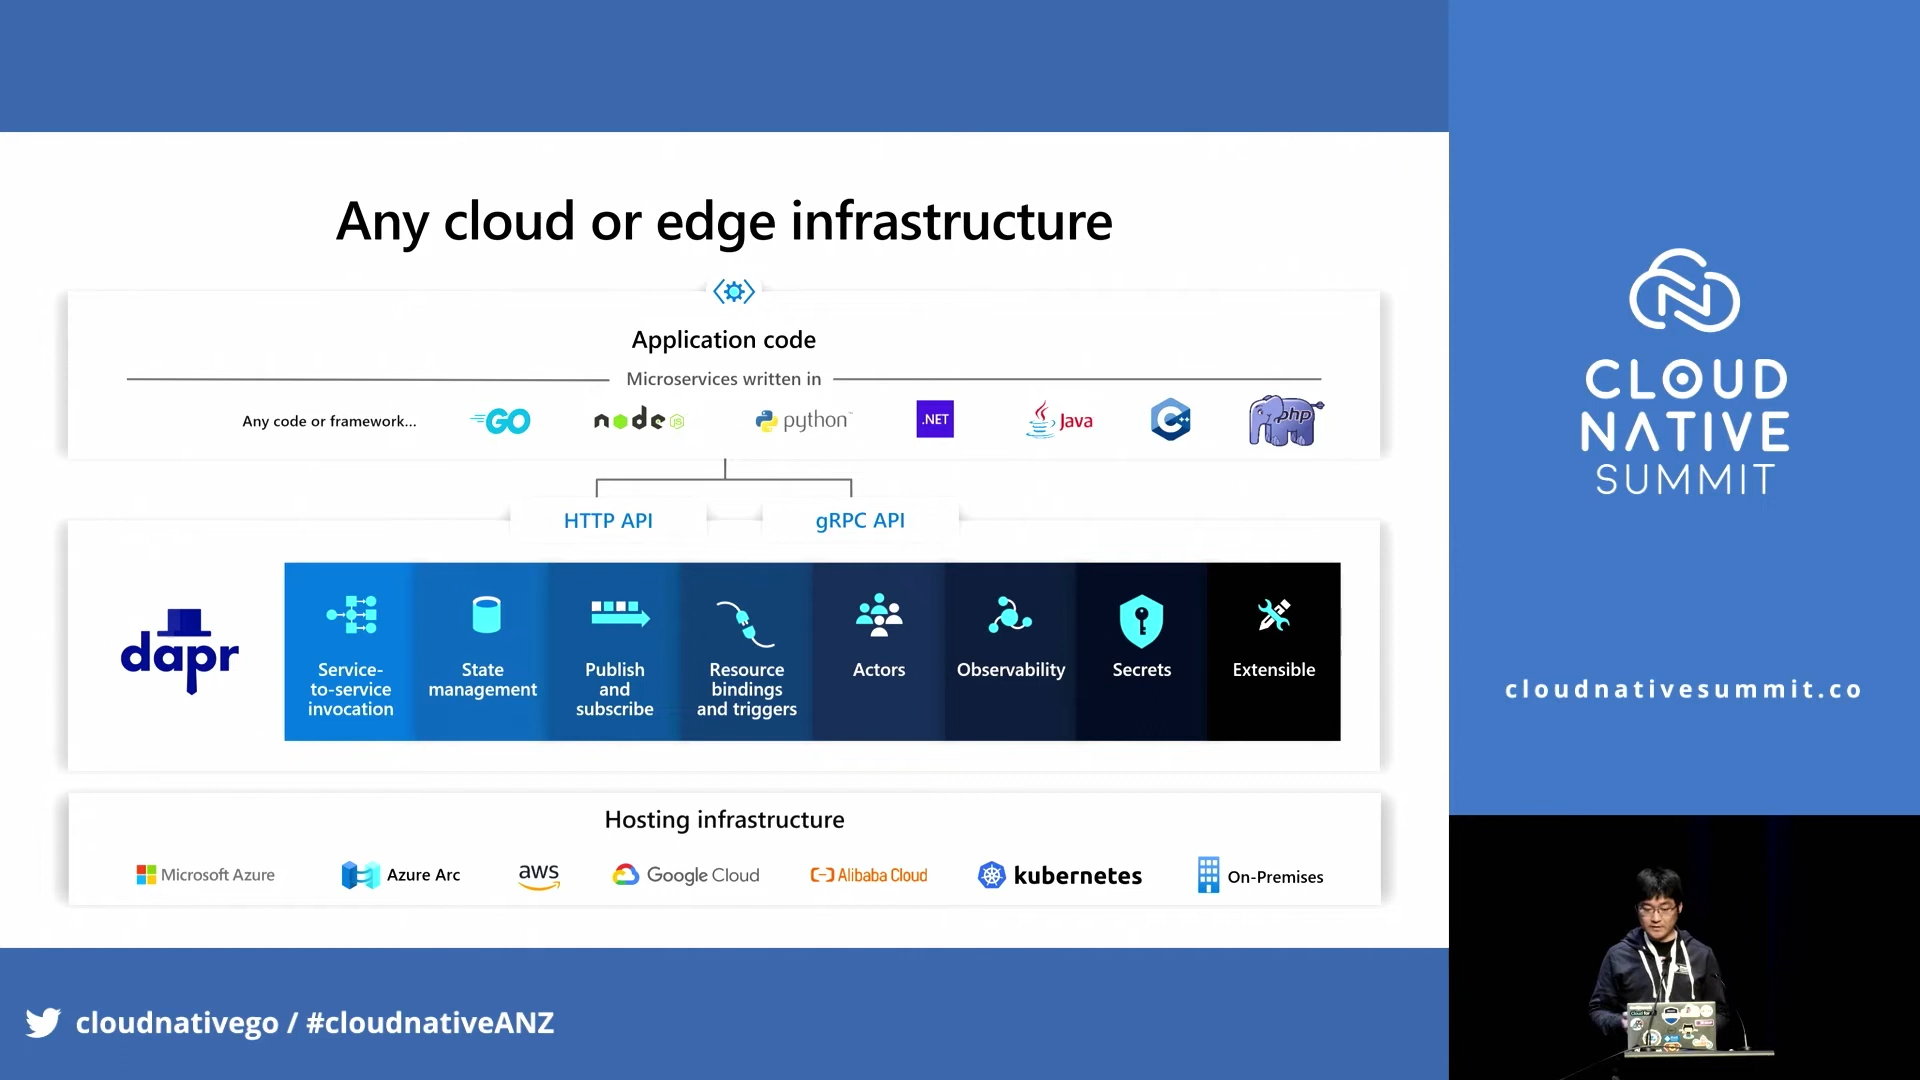 Any cloud or edge infrastructure
Application code
Microservices written in
Any code or framework...
GO
node
JS
python
.NET
Java
C++
php
HTTP API
gRPC API
dapr
Service-
to-service
invocation
State
management
Publish
and
subscribe
Resource
bindings
and triggers
Actors
Observability
Secrets
Extensible
Hosting infrastructure
Microsoft Azure
Azure Arc
aws
Google Cloud
Alibaba Cloud
kubernetes
On-Premises
CLOUD
NATIVE
SUMMIT
cloudnativesummit.co
cloudnativego / #cloudnativeANZ